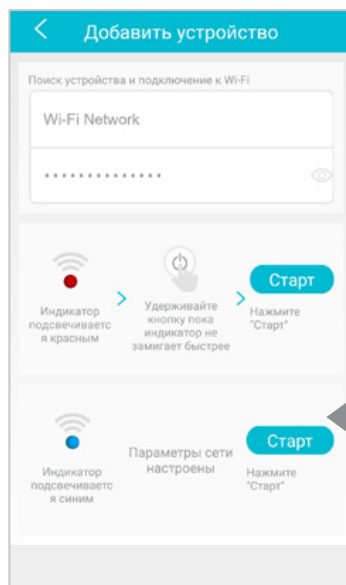 Добавить устройство
Поиск устройства и подключение к Wi-Fi
Wi-Fi Network
••••••••••••••
Индикатор
подсвечиваетс
я красным
Удерживайте
кнопку пока
индикатор не
замигает быстрее
Старт
Нажмите
"Старт"
Индикатор
подсвечиваетс
я синим
Параметры сети
настроены
Старт
Нажмите
"Старт"